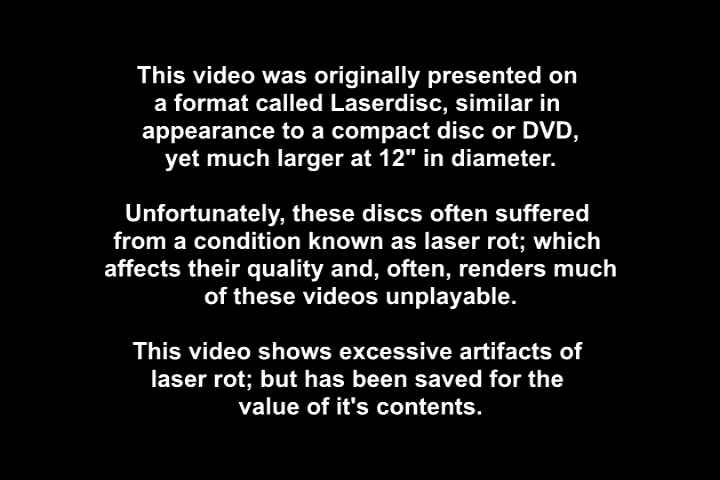 This video was originally presented on
a format called Laserdisc, similar in
appearance to a compact disc or DVD,
yet much larger at 12" in diameter.
Unfortunately, these discs often suffered
from a condition known as laser rot; which
affects their quality and, often, renders much
of these videos unplayable.
This video shows excessive artifacts of
laser rot; but has been saved for the
value of it's contents.